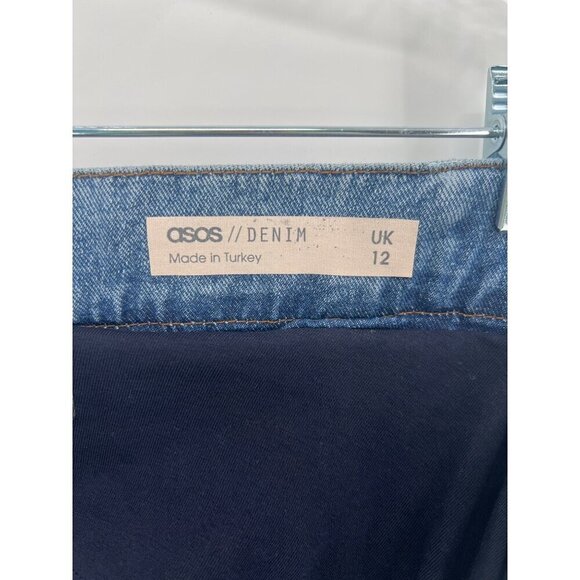 asos // DENIM UK
Made in Turkey 12